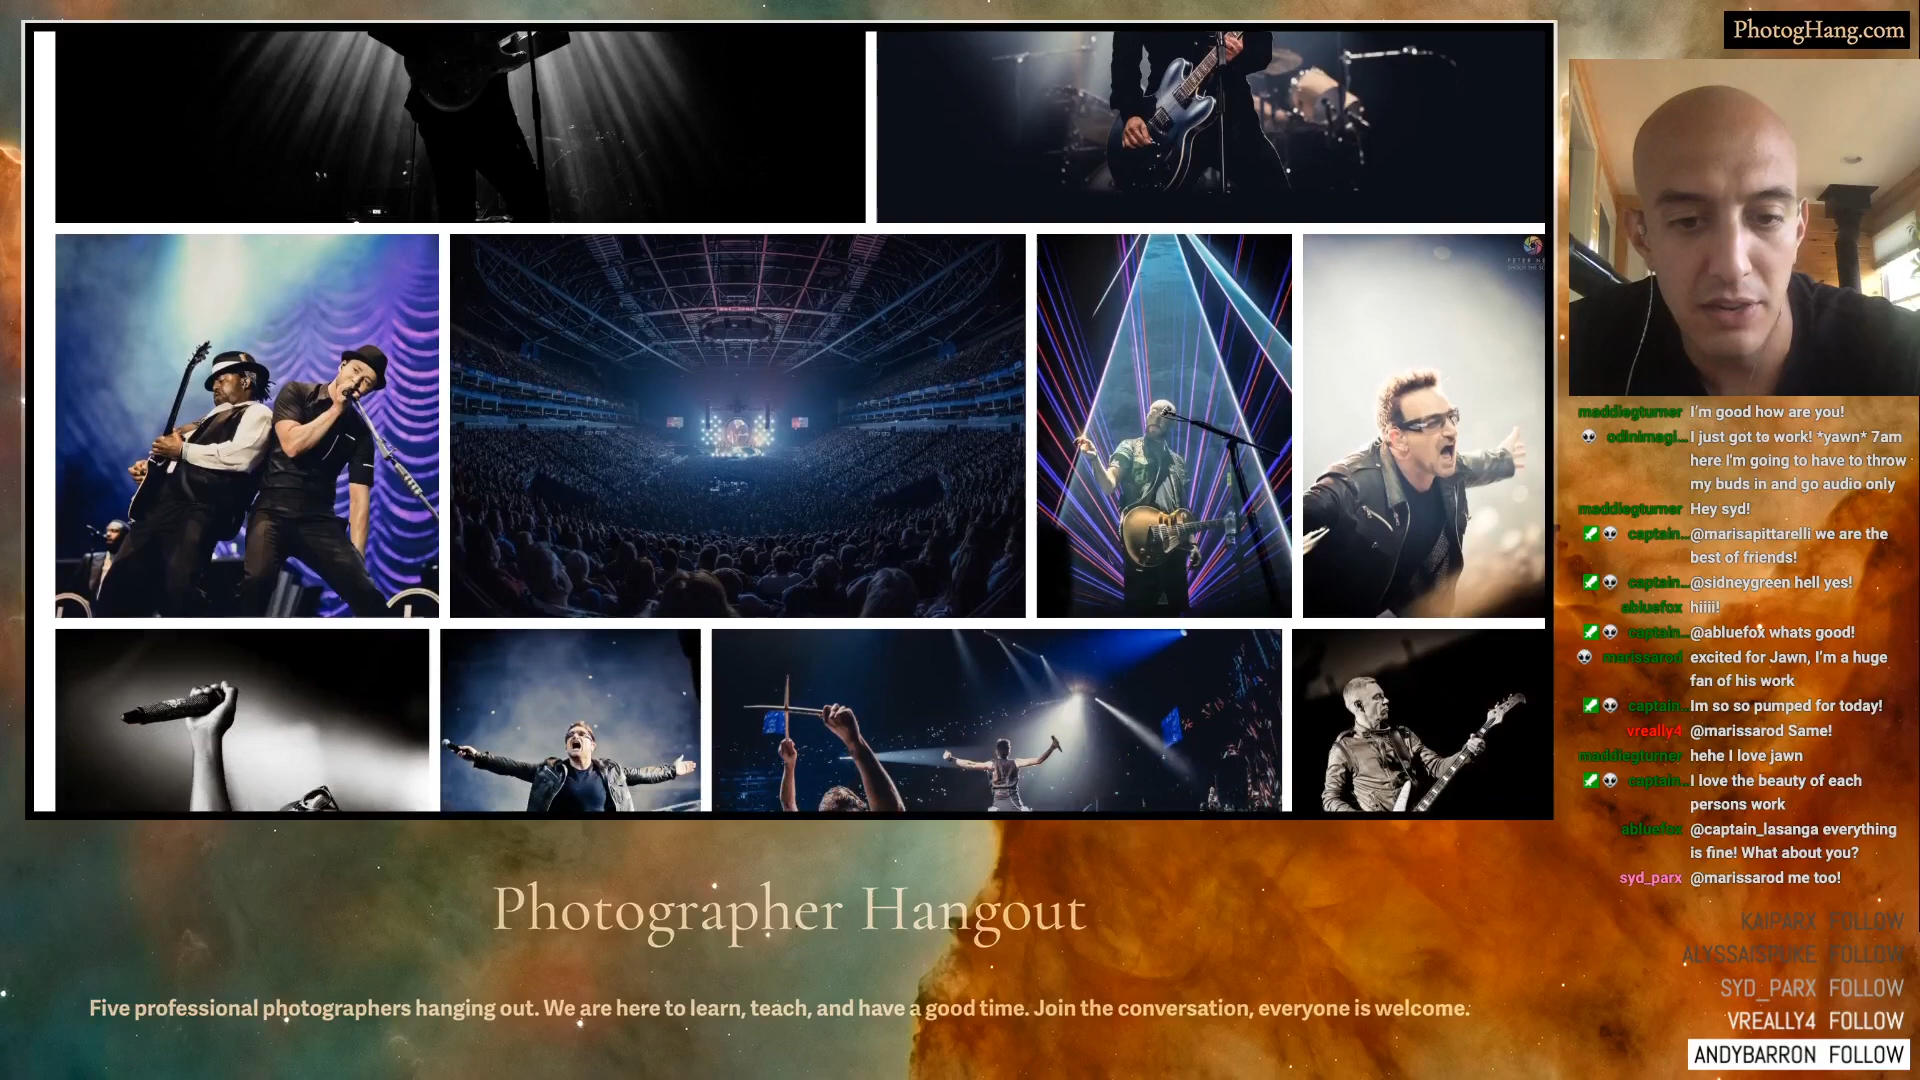 PhotogHang.com
maddiegturner I'm good how are you!
odinimagi... I just got to work! *yawn* 7am
here I'm going to have to throw
my buds in and go audio only
maddiegturner Hey syd!
captain... @marisapittarelli we are the
best of friends!
captain... @sidneygreen hell yes!
abluefox hiiii!
captain... @abluefox whats good!
marissarod excited for Jawn, I'm a huge
fan of his work
captain... Im so so pumped for today!
vreally4 @marissarod Same!
maddiegturner hehe I love jawn
captain... I love the beauty of each
persons work
abluefox @captain_lasanga everything
is fine! What about you?
syd_parx @marissarod me too!
KAIPARX FOLLOW
ALYSSAISPUKE FOLLOW
SYD_PARX FOLLOW
VREALLY4 FOLLOW
ANDYBARRON FOLLOW
Photographer Hangout
Five professional photographers hanging out. We are here to learn, teach, and have a good time. Join the conversation, everyone is welcome.